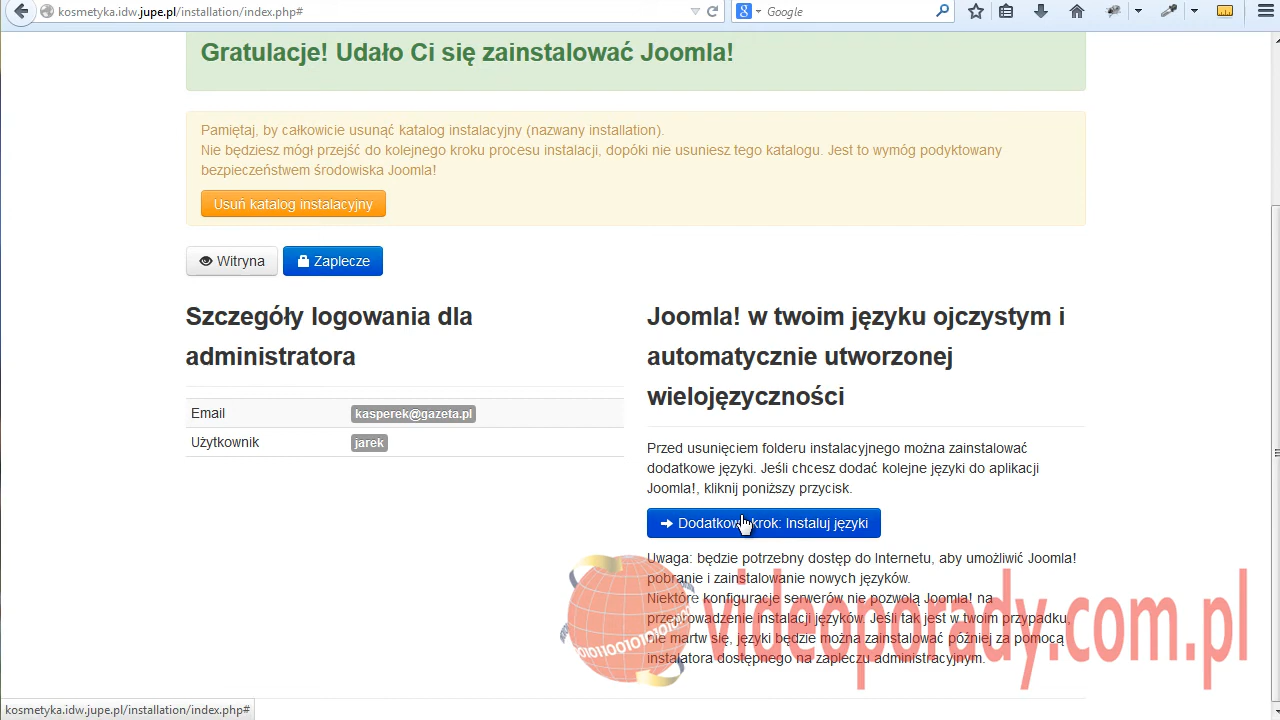 kosmetyka.idw.jupe.pl/installation/index.php#
Google
Gratulacje! Udało Ci się zainstalować Joomla!
Pamiętaj, by całkowicie usunąć katalog instalacyjny (nazwany installation).
Nie będziesz mógł przejść do kolejnego kroku procesu instalacji, dopóki nie usuniesz tego katalogu. Jest to wymóg podyktowany
bezpieczeństwem środowiska Joomla!
Usuń katalog instalacyjny
Witryna Zaplecze
Szczegóły logowania dla
administratora
Email kasperek@gazeta.pl
Użytkownik jarek
Joomla! w twoim języku ojczystym i
automatycznie utworzonej
wielojęzyczności
Przed usunięciem folderu instalacyjnego można zainstalować
dodatkowe języki. Jeśli chcesz dodać kolejne języki do aplikacji
Joomla!, kliknij poniższy przycisk.
Dodatkowy krok: Instaluj języki
Uwaga: będzie potrzebny dostęp do Internetu, aby umożliwić Joomla!
pobranie i zainstalowanie nowych języków.
Niektóre konfiguracje serwerów nie pozwolą Joomla! na
przeprowadzenie instalacji języków. Jeśli tak jest w twoim przypadku,
nie martw się, języki będzie można zainstalować później za pomocą
instalatora dostępnego na zapleczu administracyjnym.
videoporady.com.pl
kosmetyka.idw.jupe.pl/installation/index.php#